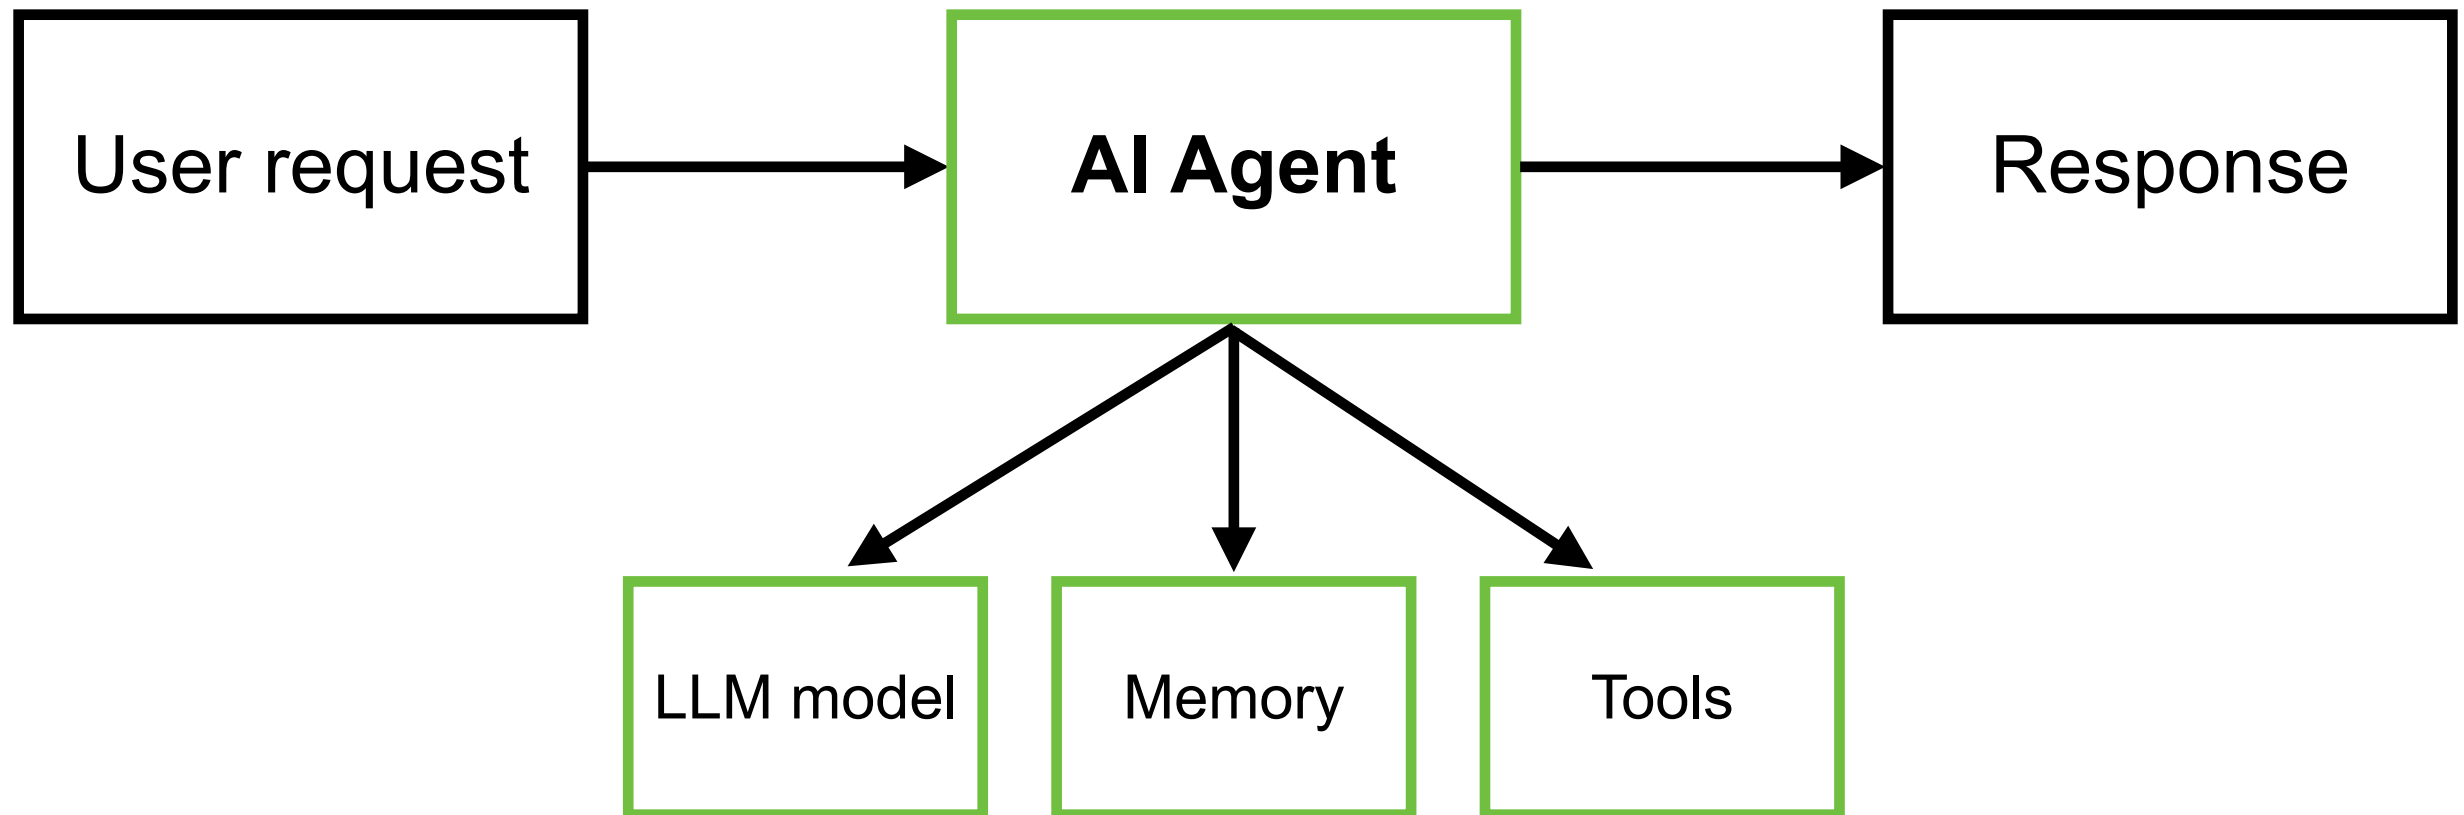 User request
AI Agent
Response
LLM model
Memory
Tools